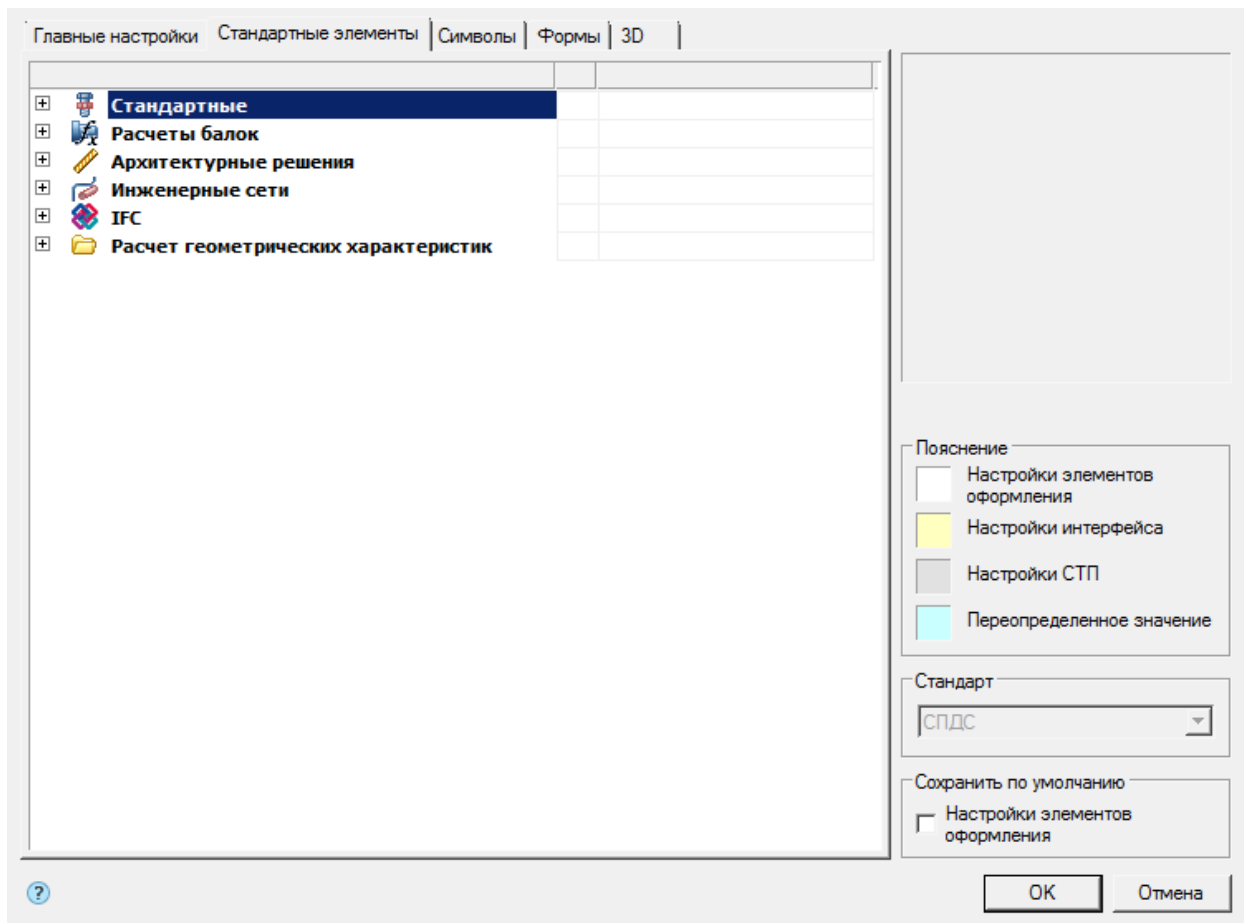 Главные настройки
Стандартные элементы
Символы
Формы
3D
Стандартные
Расчеты балок
Архитектурные решения
Инженерные сети
IFC
Расчет геометрических характеристик
Пояснение
Настройки элементов
оформления
Настройки интерфейса
Настройки СТП
Переопределенное значение
Стандарт
СПДС
Сохранить по умолчанию
Настройки элементов
оформления
?
OK
Отмена